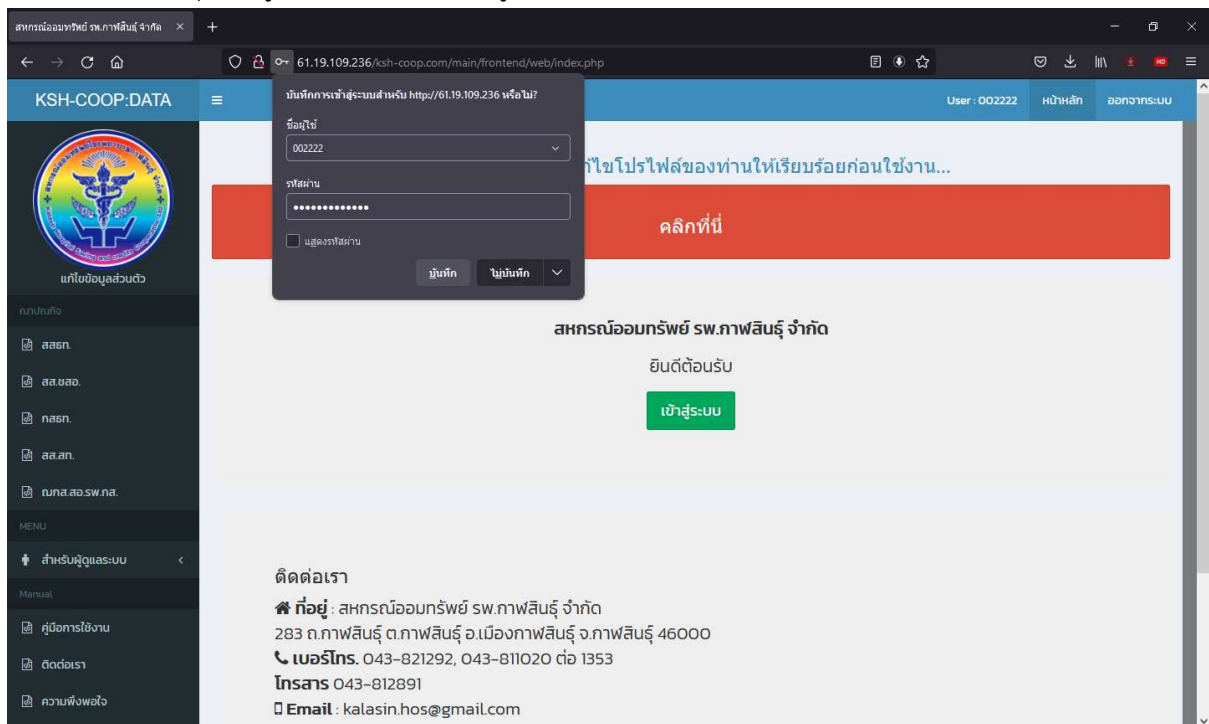 สหกรณ์ออมทรัพย์ รพ.กาฬสินธุ์ จำกัด
61.19.109.236/ksh-coop.com/main/frontend/web/index.php
HD
KSH-COOP:DATA
User : 002222
หน้าหลัก
ออกจากระบบ
บันทึกการเข้าสู่ระบบสำหรับ http://61.19.109.236 หรือไม่?
ชื่อผู้ใช้
002222
รหัสผ่าน
แสดงรหัสผ่าน
บันทึก
ไม่บันทึก
ก้ไขโปรไฟล์ของท่านให้เรียบร้อยก่อนใช้งาน...
คลิกที่นี่
แก้ไขข้อมูลส่วนตัว
ฌาปณกิจ
สสธท.
สส.ชสอ.
กสธท.
สส.สท.
ฌกส.สอ.รพ.กส.
MENU
สำหรับผู้ดูแลระบบ
Manual
คู่มือการใช้งาน
ติดต่อเรา
ความพึงพอใจ
สหกรณ์ออมทรัพย์ รพ.กาฬสินธุ์ จำกัด
ยินดีต้อนรับ
เข้าสู่ระบบ
ติดต่อเรา
ที่อยู่ : สหกรณ์ออมทรัพย์ รพ.กาฬสินธุ์ จำกัด
283 ถ.กาฬสินธุ์ ต.กาฬสินธุ์ อ.เมืองกาฬสินธุ์ จ.กาฬสินธุ์ 46000
เบอร์โทร. 043-821292, 043-811020 ต่อ 1353
โทรสาร 043-812891
Email : kalasin.hos@gmail.com